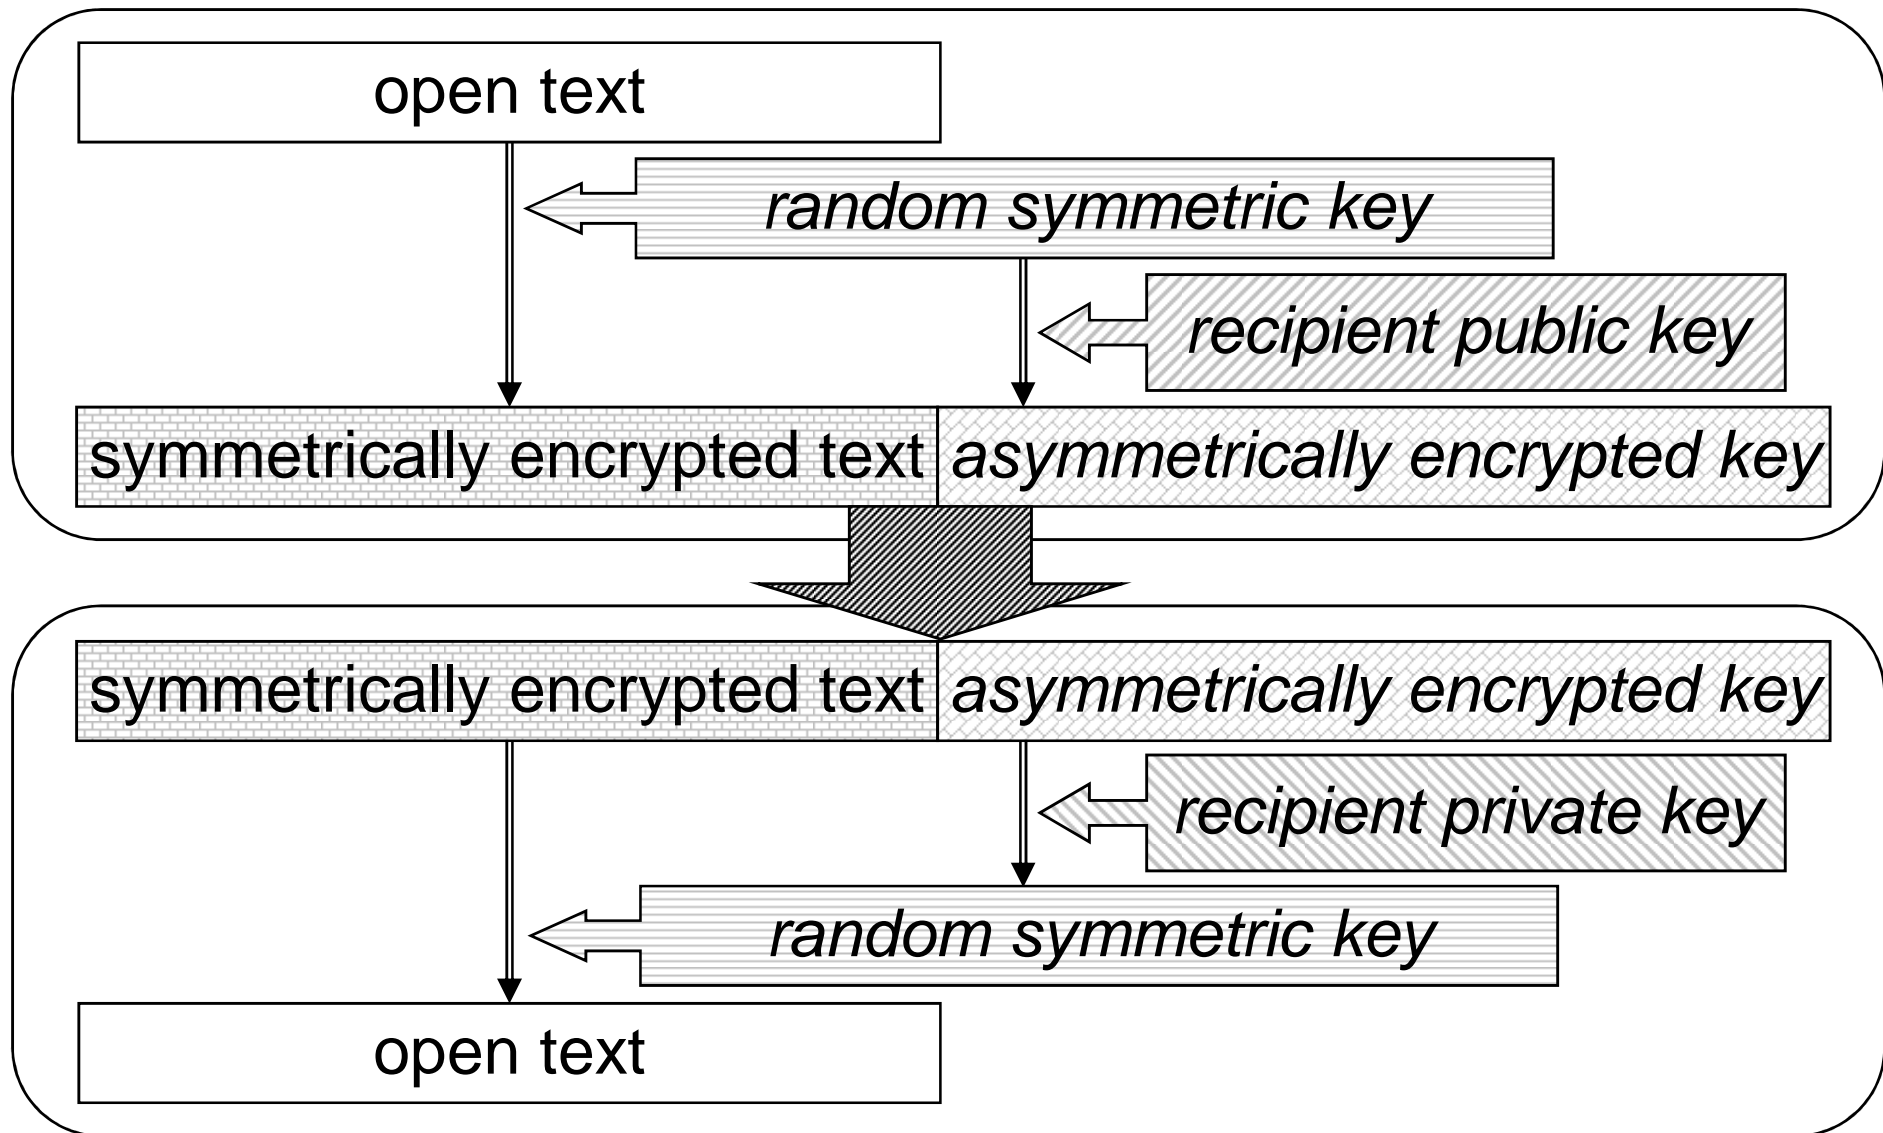 open text
random symmetric key
recipient public key
symmetrically encrypted text
asymmetrically encrypted key
symmetrically encrypted text
asymmetrically encrypted key
recipient private key
random symmetric key
open text